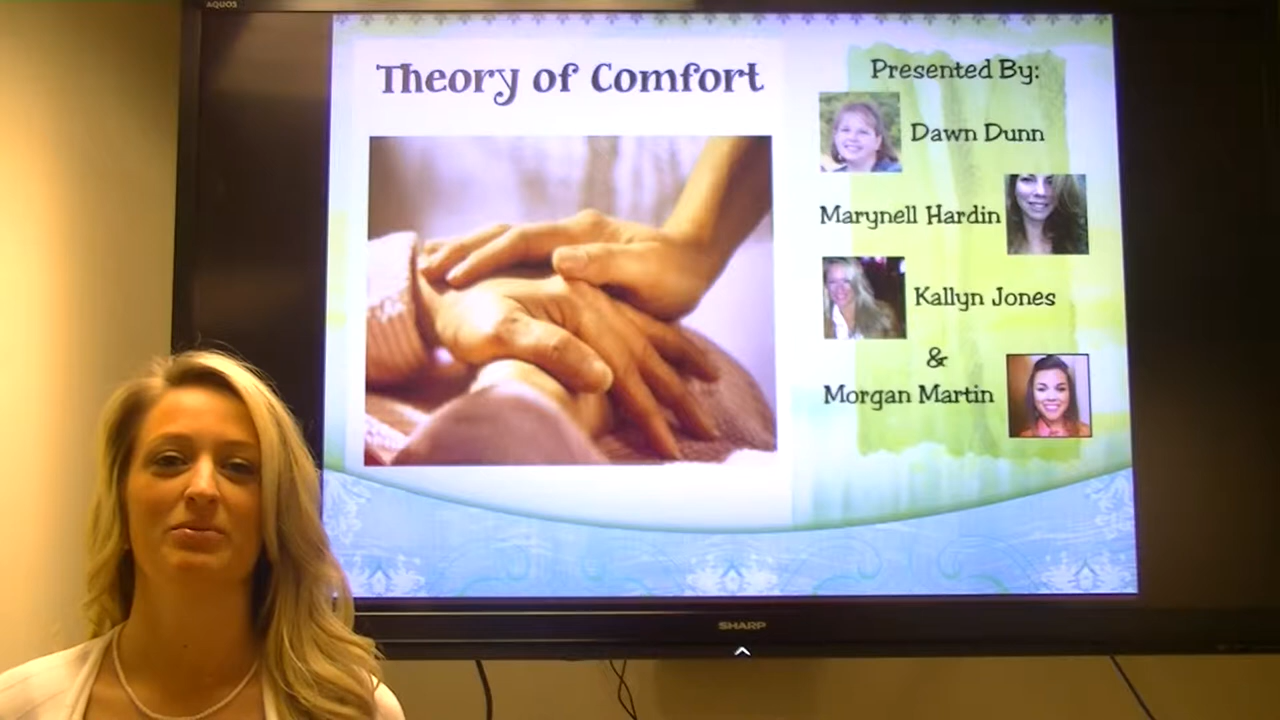 AQUOS
Theory of Comfort
Presented By:
Dawn Dunn
Marynell Hardin
Kallyn Jones
&
Morgan Martin
SHARP